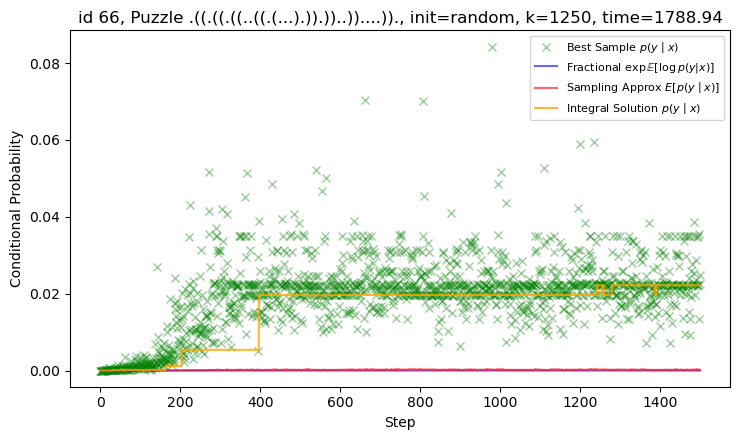 id 66, Puzzle .((.((.((..((.(...).)).))..))....))., init=random, k=1250, time=1788.94
Best Sample p(y | x)
Fractional exp𝔼[log p(y|x)]
Sampling Approx E[p(y | x)]
Integral Solution p(y | x)
Conditional Probability
0.08
0.06
0.04
0.02
0.00
0 200 400 600 800 1000 1200 1400
Step